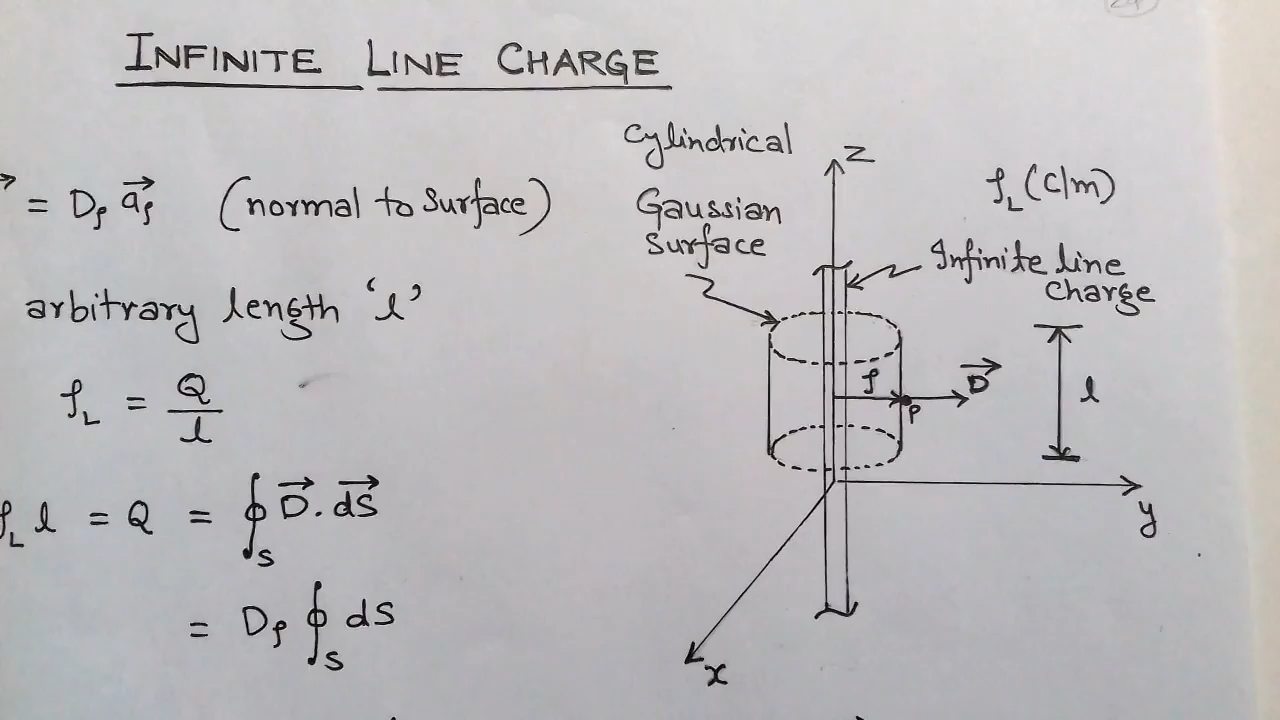 INFINITE LINE CHARGE
= Dρ a⃗ρ (normal to surface)
arbitrary length 'l'
ρL = Q/l
ρL l = Q = ∮S D⃗ . dS⃗
= Dρ ∮S dS
Cylindrical
Gaussian
Surface
z
ρL (C/m)
Infinite line
charge
ρ
D⃗
P
l
y
x